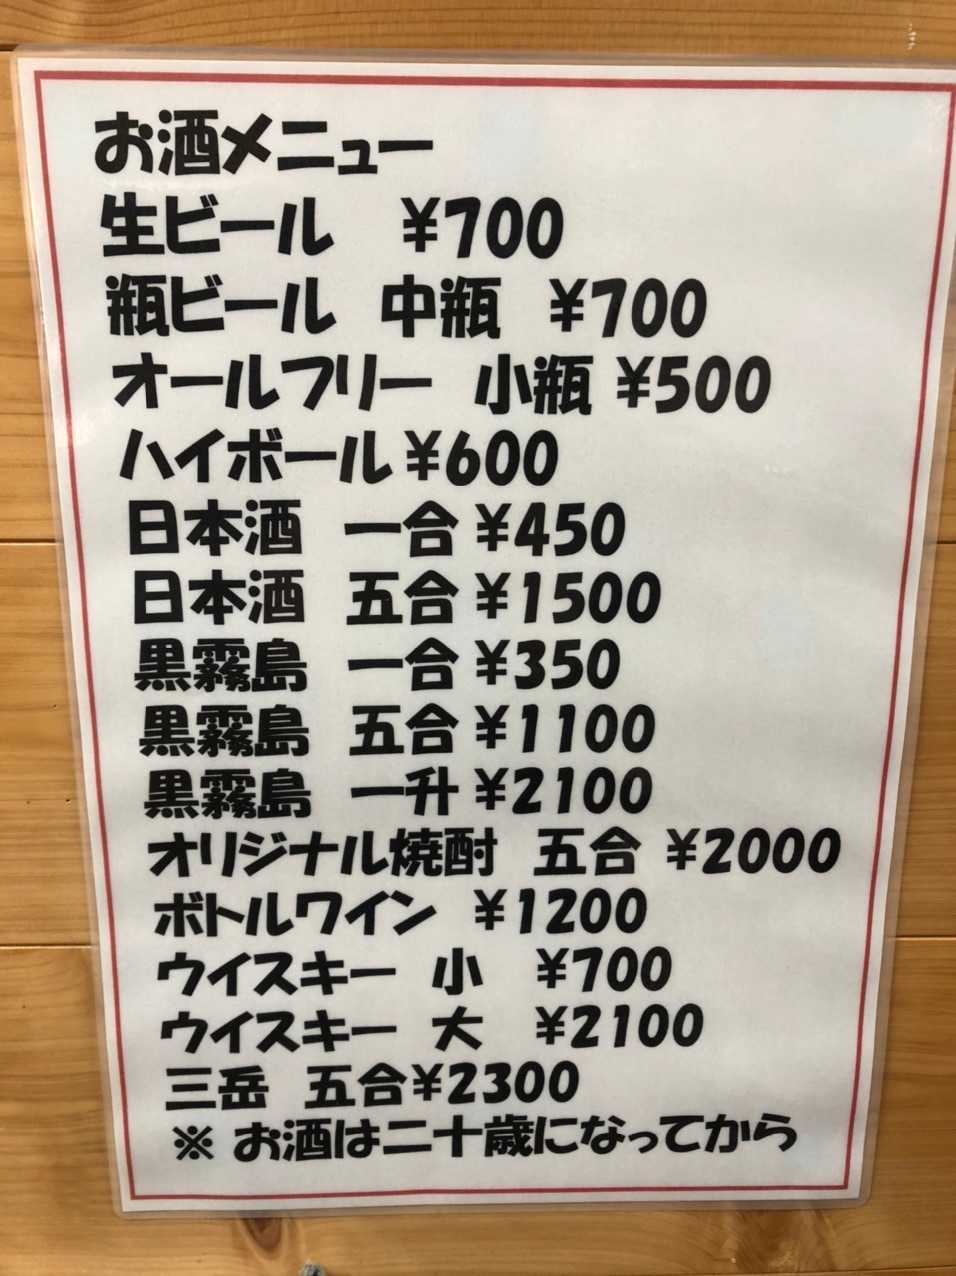 お酒メニュー
生ビール ¥700
瓶ビール 中瓶 ¥700
オールフリー 小瓶 ¥500
ハイボール ¥600
日本酒 一合 ¥450
日本酒 五合 ¥1500
黒霧島 一合 ¥350
黒霧島 五合 ¥1100
黒霧島 一升 ¥2100
オリジナル焼酎 五合 ¥2000
ボトルワイン ¥1200
ウイスキー 小 ¥700
ウイスキー 大 ¥2100
三岳 五合 ¥2300
※ お酒は二十歳になってから